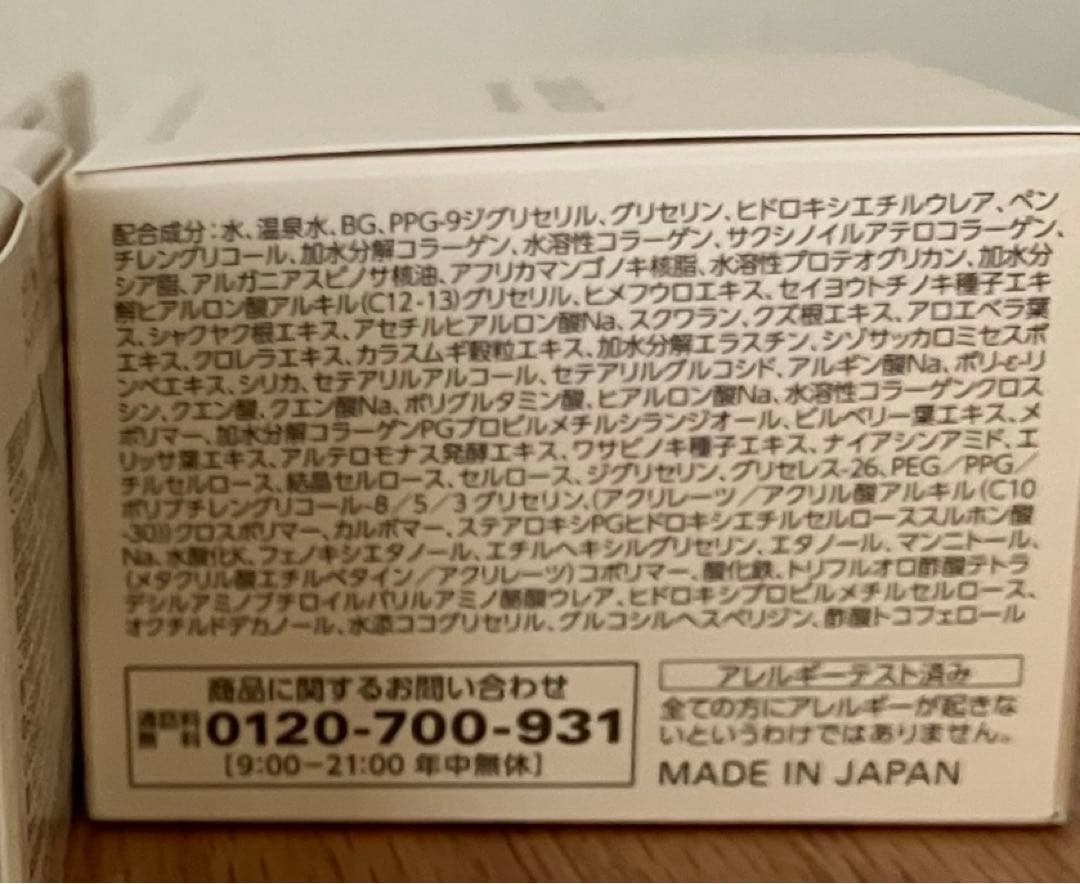 配合成分：水、温泉水、BG、PPG-9ジグリセリル、グリセリン、ヒドロキシエチルウレア、ペン
チレングリコール、加水分解コラーゲン、水溶性コラーゲン、サクシノイルアテロコラーゲン、
シア脂、アルガニアスピノサ核油、アフリカマンゴノキ核脂、水溶性プロテオグリカン、加水分
解ヒアルロン酸アルキル(C12-13)グリセリル、ヒメフウロエキス、セイヨウトチノキ種子エキ
ス、シャクヤク根エキス、アセチルヒアルロン酸Na、スクワラン、クズ根エキス、アロエベラ葉
エキス、クロレラエキス、カラスムギ穀粒エキス、加水分解エラスチン、シゾサッカロミセスポ
ンベエキス、シリカ、セテアリルアルコール、セテアリルグルコシド、アルギン酸Na、ポリ-ε-リ
シン、クエン酸、クエン酸Na、ポリグルタミン酸、ヒアルロン酸Na、水溶性コラーゲンクロス
ポリマー、加水分解コラーゲンPGプロピルメチルシランジオール、ビルベリー葉エキス、メ
リッサ葉エキス、アルテロモナス発酵エキス、ワサビノキ種子エキス、ナイアシンアミド、エ
チルセルロース、結晶セルロース、セルロース、ジグリセリン、グリセレス-26、PEG／PPG／
ポリブチレングリコール-8／5／3グリセリン、(アクリレーツ／アクリル酸アルキル(C10
-30))クロスポリマー、カルボマー、ステアロキシPGヒドロキシエチルセルローススルホン酸
Na、水酸化K、フェノキシエタノール、エチルヘキシルグリセリン、エタノール、マンニトール、
(メタクリル酸エチルベタイン／アクリレーツ)コポリマー、酸化鉄、トリフルオロ酢酸テトラ
デシルアミノブチロイルバリルアミノ酪酸ウレア、ヒドロキシプロピルメチルセルロース、
オクチルドデカノール、水添ココグリセリル、グルコシルヘスペリジン、酢酸トコフェロール
商品に関するお問い合わせ
通話料
無　料 0120-700-931
[9:00−21:00 年中無休]
アレルギーテスト済み
全ての方にアレルギーが起きな
いというわけではありません。
MADE IN JAPAN